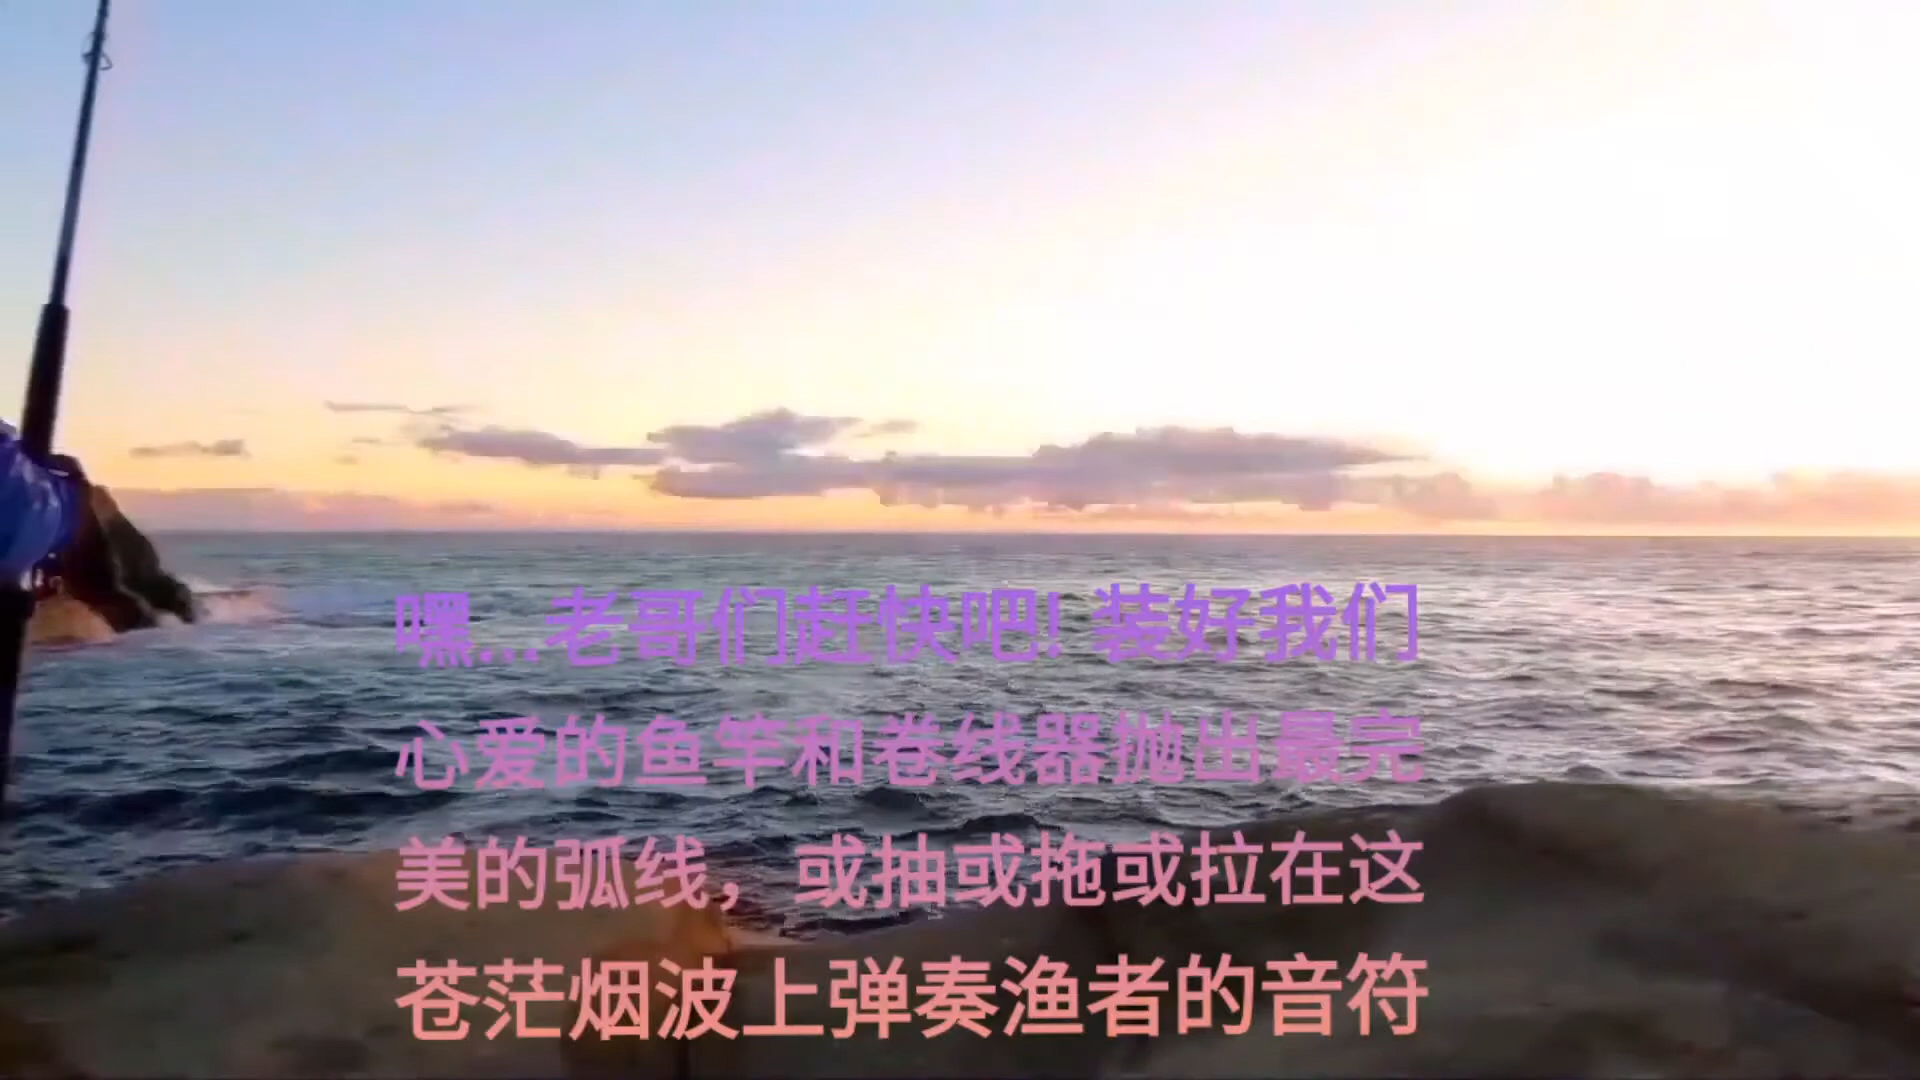 嘿...老哥们赶快吧! 装好我们
心爱的鱼竿和卷线器抛出最完
美的弧线，或抽或拖或拉在这
苍茫烟波上弹奏渔者的音符